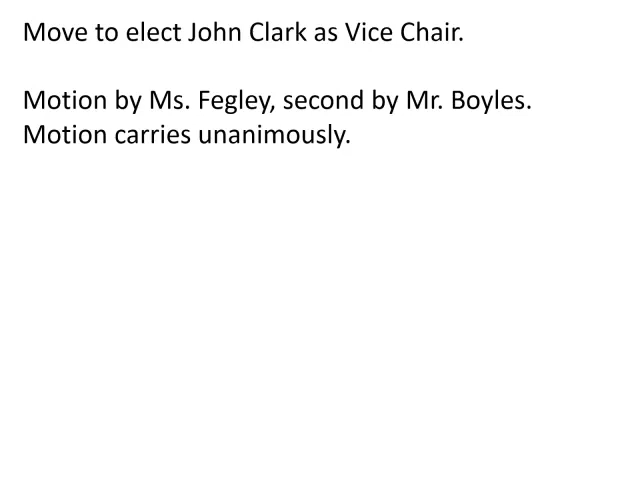 Move to elect John Clark as Vice Chair.
Motion by Ms. Fegley, second by Mr. Boyles.
Motion carries unanimously.